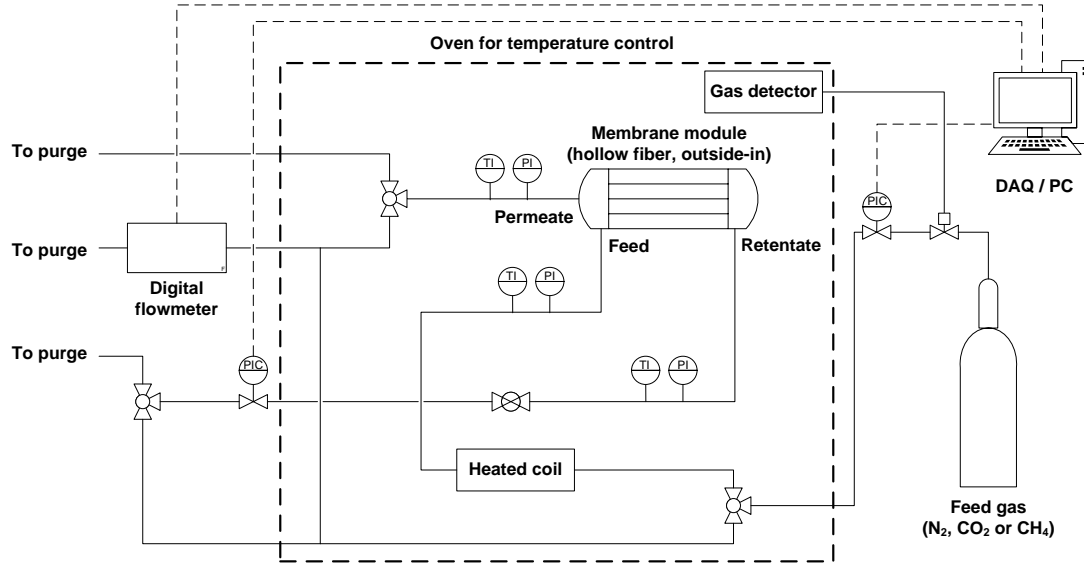 Oven for temperature control
Gas detector
Membrane module
(hollow fiber, outside-in)
To purge
TI
PI
PIC
DAQ / PC
Permeate
Feed
Retentate
To purge
F
Digital
flowmeter
TI
PI
To purge
PIC
TI
PI
Heated coil
Feed gas
(N₂, CO₂ or CH₄)